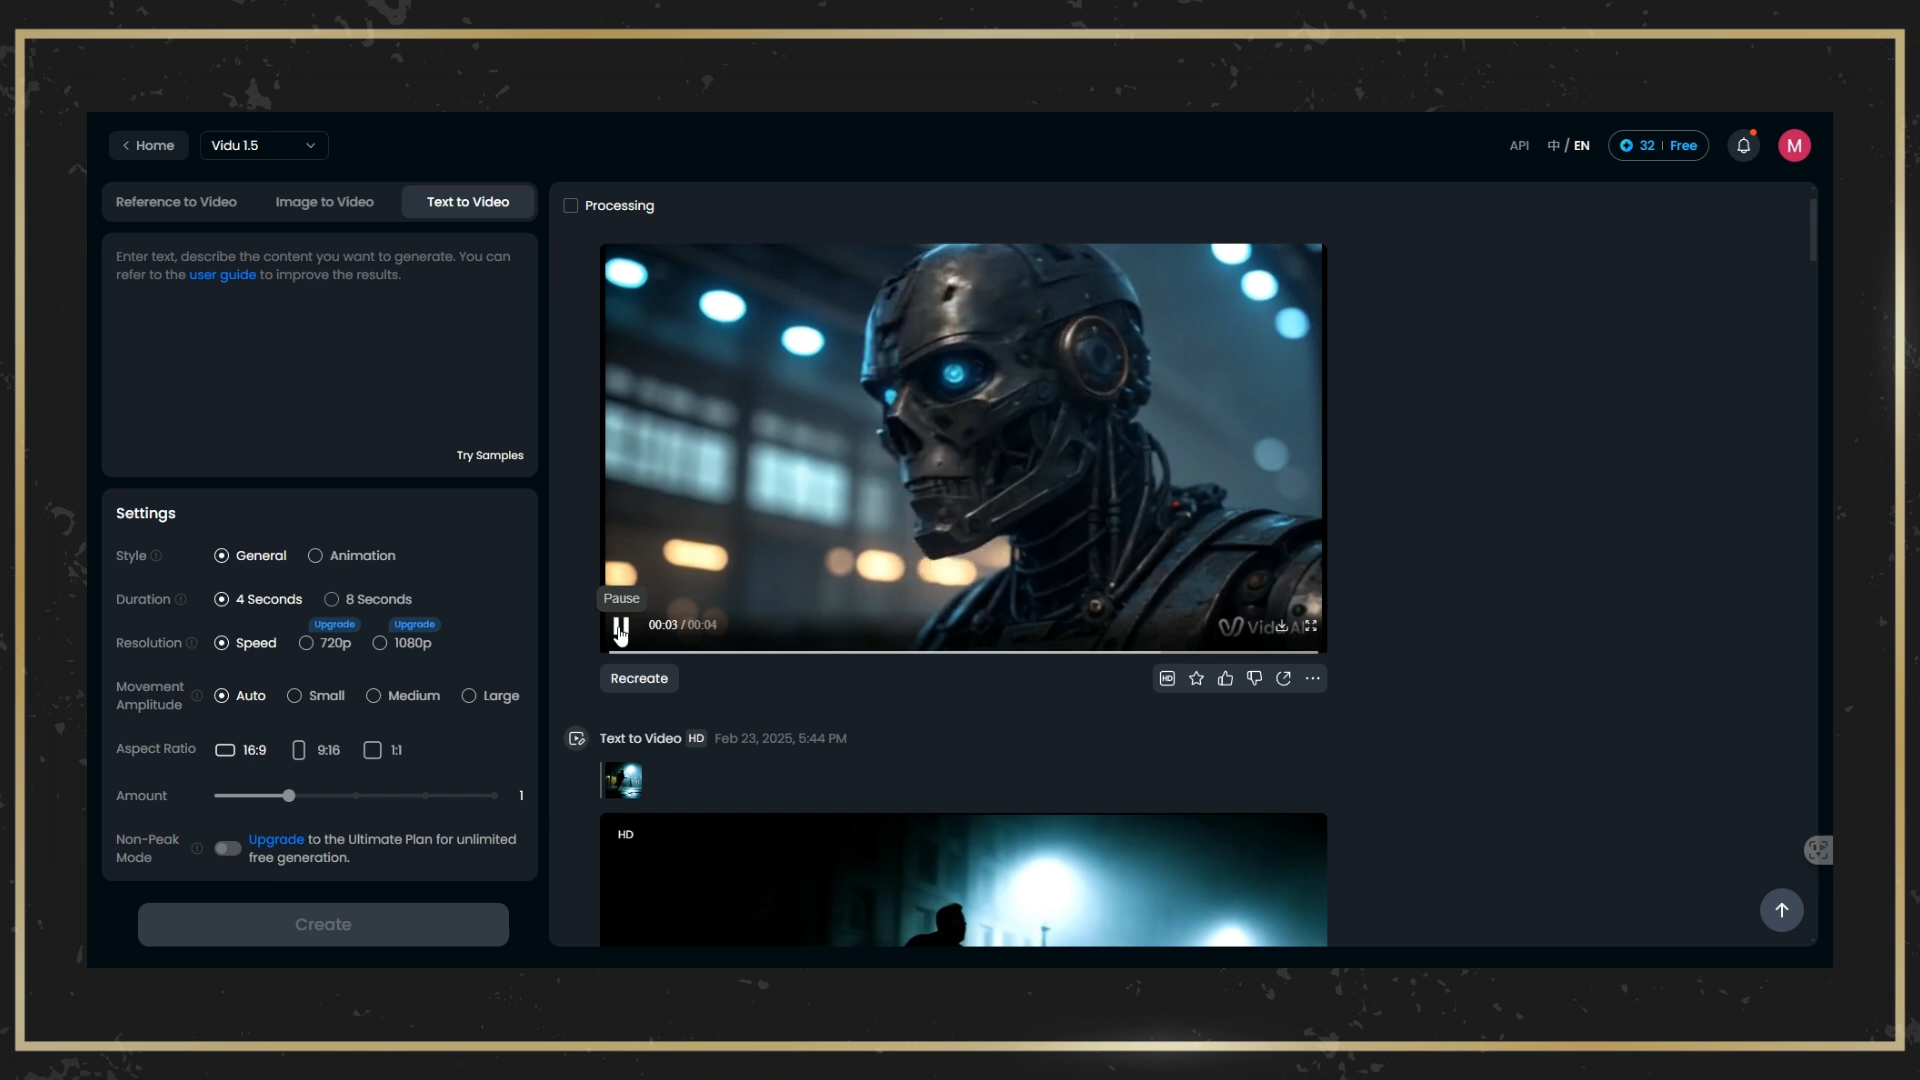 Home
Vidu 1.5
API
中 / EN
32 | Free
M
Reference to Video
Image to Video
Text to Video
Enter text, describe the content you want to generate. You can
refer to the user guide to improve the results.
Try Samples
Settings
Style
General
Animation
Duration
4 Seconds
8 Seconds
Upgrade
Upgrade
Resolution
Speed
720p
1080p
Movement
Amplitude
Auto
Small
Medium
Large
Aspect Ratio
16:9
9:16
1:1
Amount
1
Non-Peak
Mode
Upgrade to the Ultimate Plan for unlimited
free generation.
Create
Processing
Pause
00:03 / 00:04
Recreate
HD
Text to Video HD Feb 23, 2025, 5:44 PM
HD